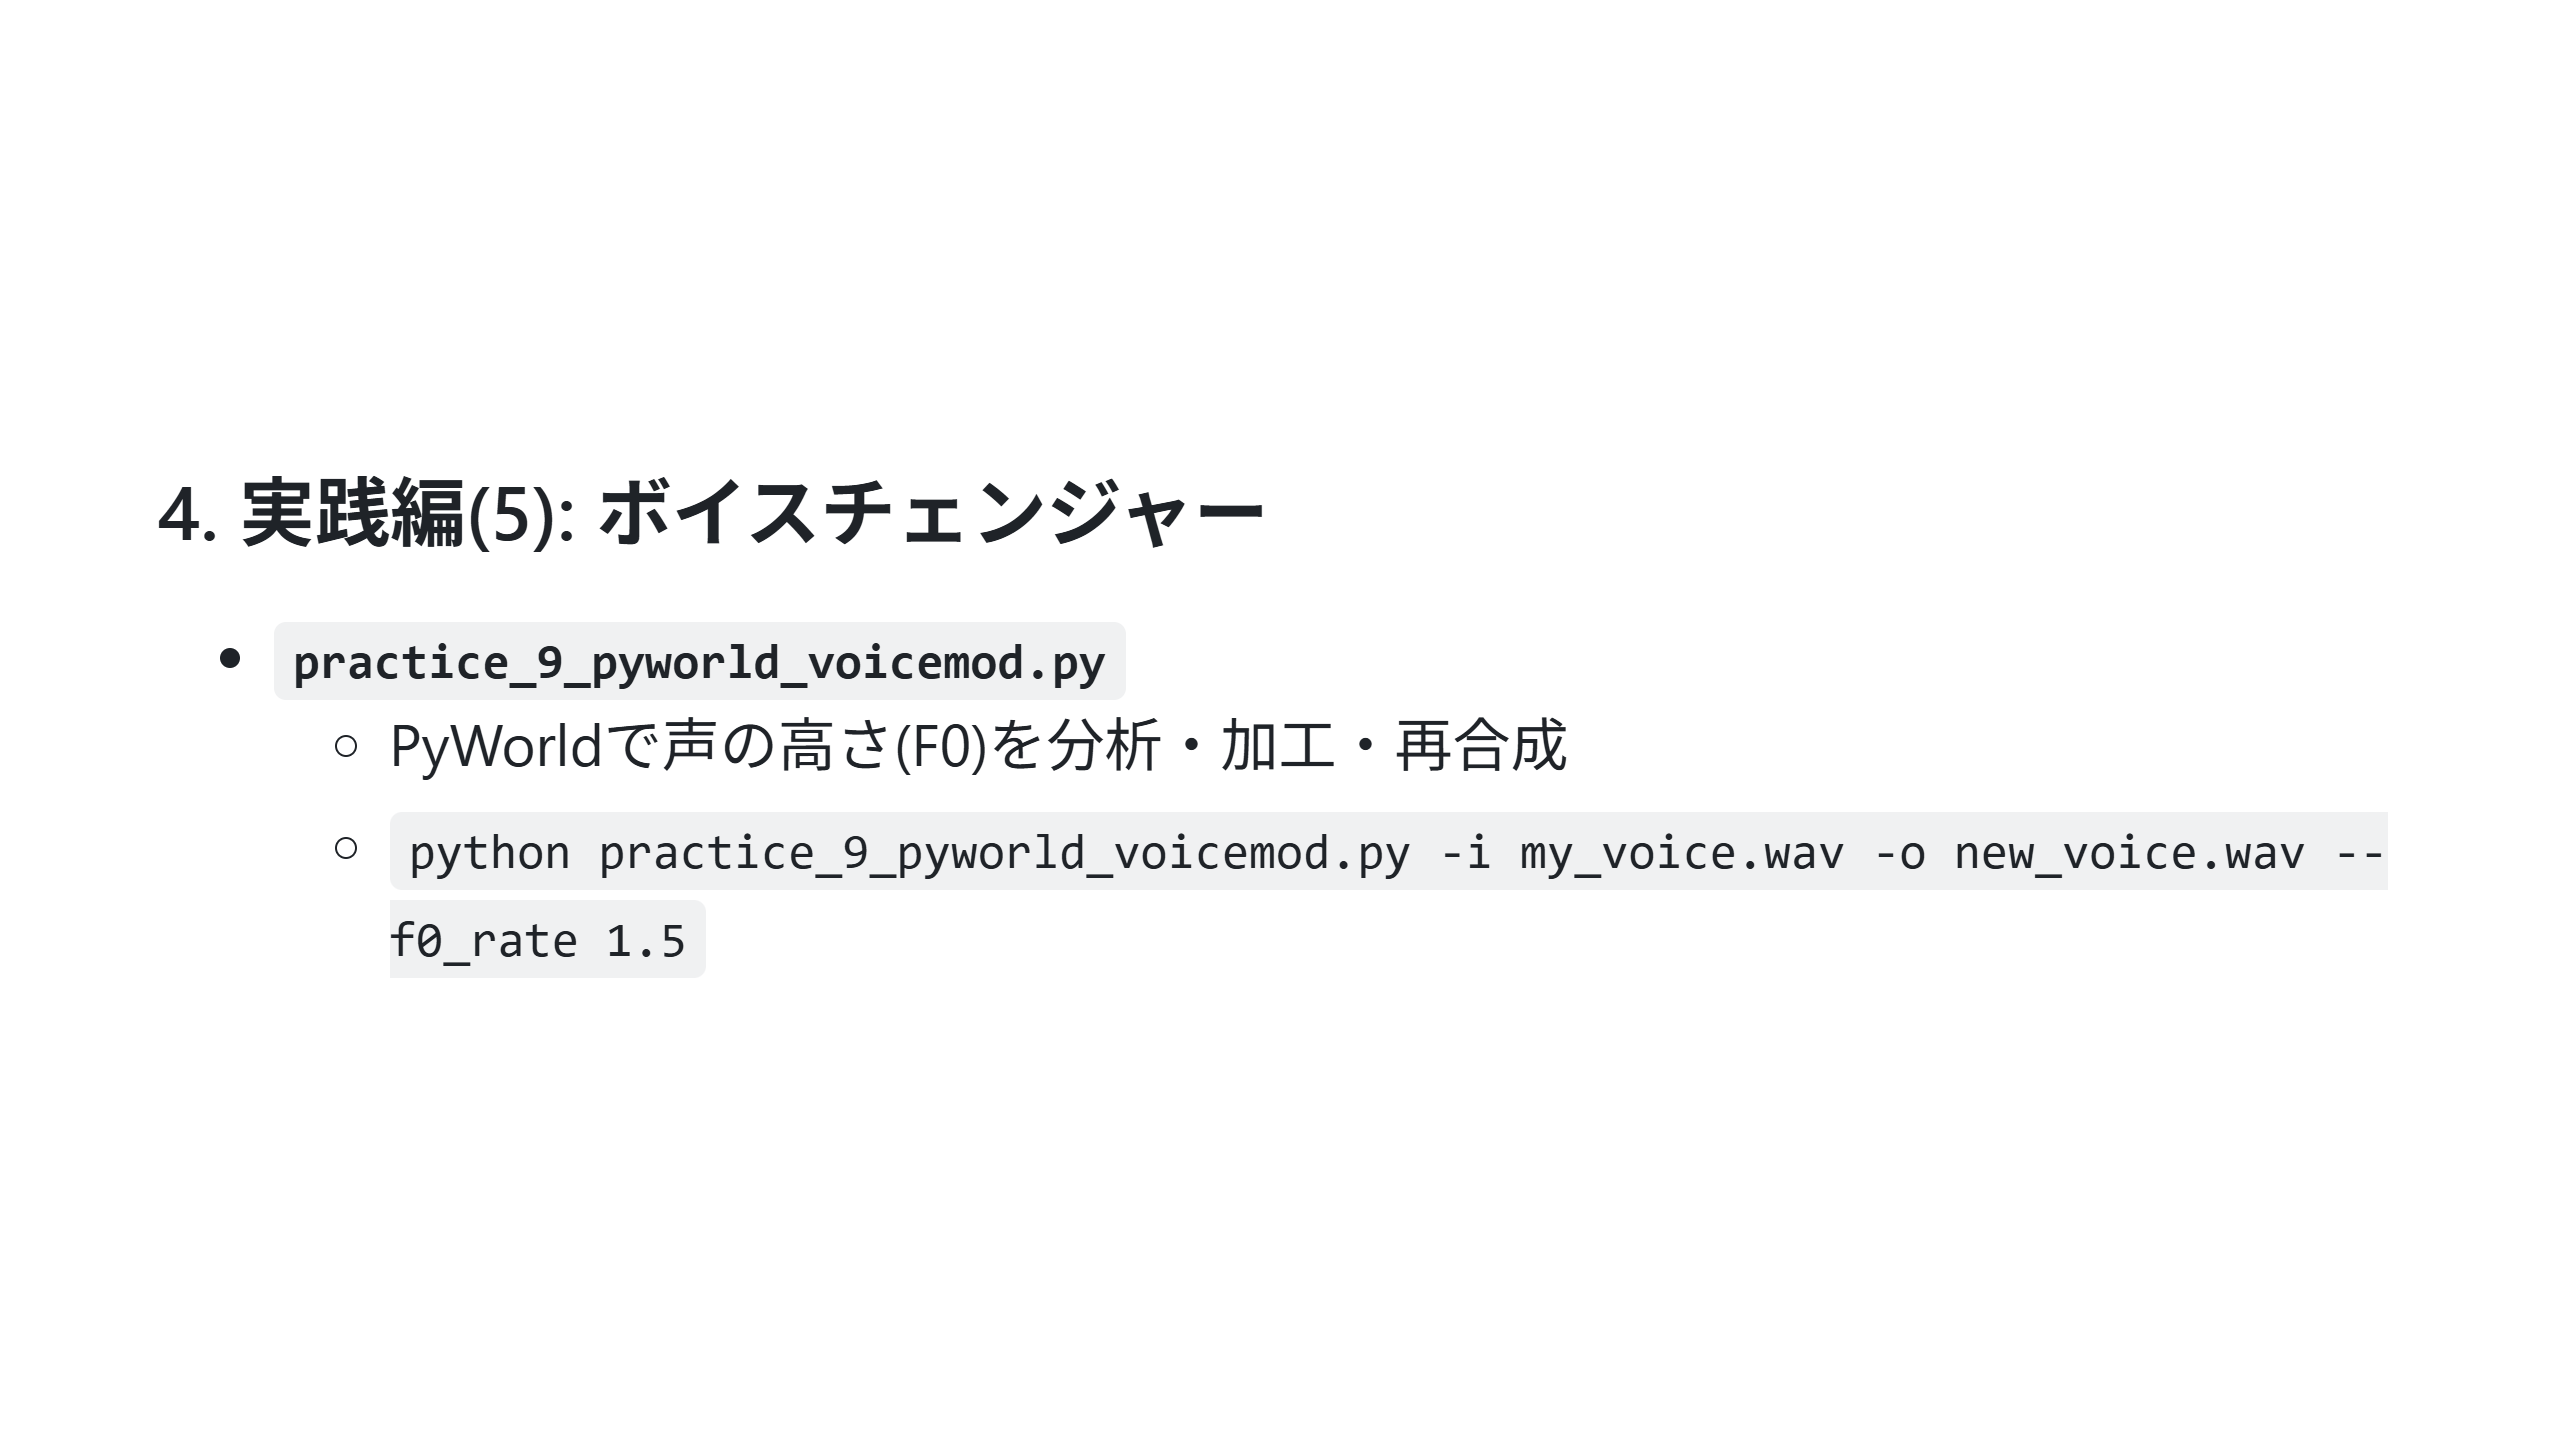 4. 実践編(5): ボイスチェンジャー
practice_9_pyworld_voicemod.py
PyWorldで声の高さ(F0)を分析・加工・再合成
python practice_9_pyworld_voicemod.py -i my_voice.wav -o new_voice.wav --
f0_rate 1.5